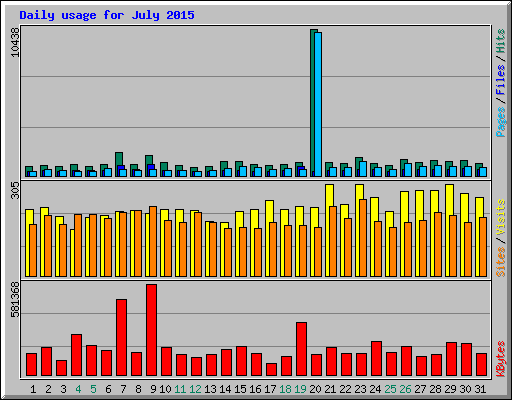 Daily usage for July 2015
10438
Pages / Files / Hits
305
Sites / Visits
581368
KBytes
1 2 3 4 5 6 7 8 9 10 11 12 13 14 15 16 17 18 19 20 21 22 23 24 25 26 27 28 29 30 31